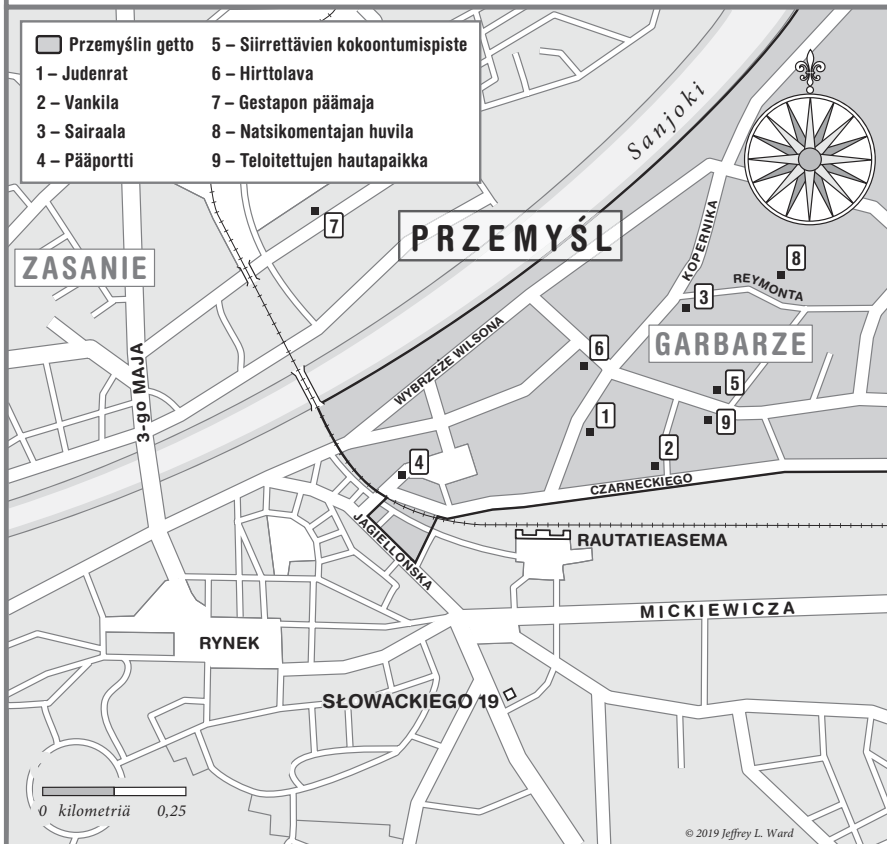 Przemyślin getto
1 – Judenrat
2 – Vankila
3 – Sairaala
4 – Pääportti
5 – Siirrettävien kokoontumispiste
6 – Hirttolava
7 – Gestapon päämaja
8 – Natsikomentajan huvila
9 – Teloitettujen hautapaikka
Sanjoki
7
PRZEMYŚL
ZASANIE
KOPERNIKA
8
REYMONTA
3
GARBARZE
WYBRZEŻE WILSONA
6
3-go MAJA
5
1
9
4
2
CZARNECKIEGO
JAGIELLOŃSKA
RAUTATIEASEMA
MICKIEWICZA
RYNEK
SŁOWACKIEGO 19
0 kilometriä 0,25
© 2019 Jeffrey L. Ward